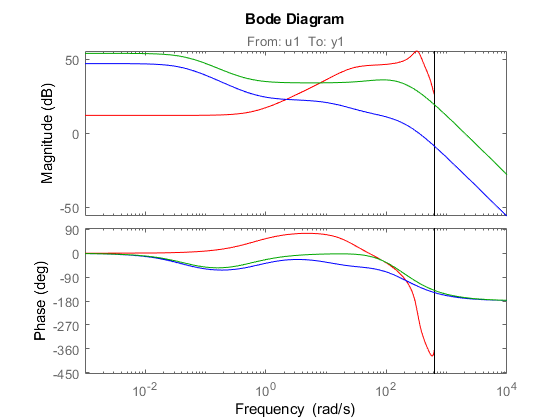 Bode Diagram
From: u1 To: y1
Magnitude (dB)
50
0
-50
Phase (deg)
90
0
-90
-180
-270
-360
-450
10^-2 10^0 10^2 10^4
Frequency (rad/s)